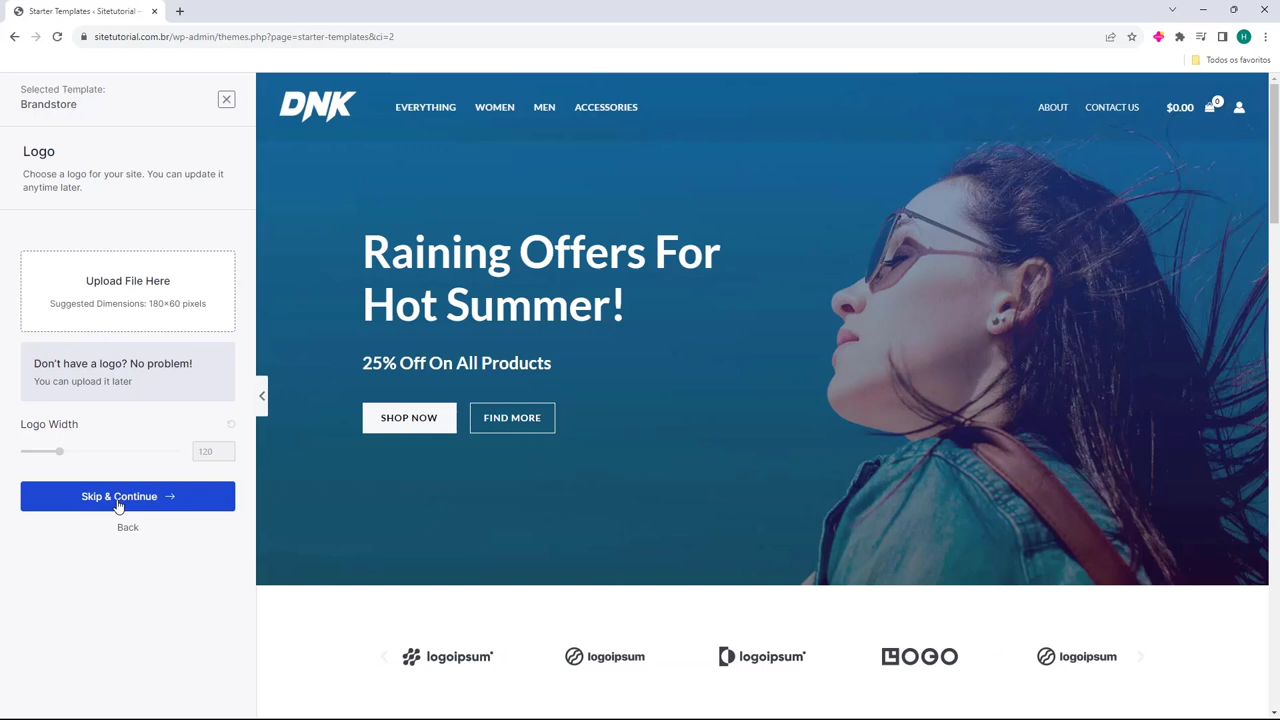 Starter Templates ‹ Sitetutorial —
sitetutorial.com.br/wp-admin/themes.php?page=starter-templates&ci=2
H
Todos os favoritos
Selected Template:
Brandstore
Logo
Choose a logo for your site. You can update it
anytime later.
Upload File Here
Suggested Dimensions: 180×60 pixels
Don't have a logo? No problem!
You can upload it later
Logo Width
120
Skip & Continue →
Back
DNK
EVERYTHING
WOMEN
MEN
ACCESSORIES
ABOUT
CONTACT US
$0.00
0
Raining Offers For
Hot Summer!
25% Off On All Products
SHOP NOW
FIND MORE
logoipsum
logoipsum
logoipsum
LOGO
logoipsum